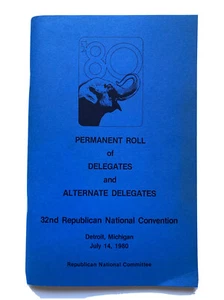 80
PERMANENT ROLL
of
DELEGATES
and
ALTERNATE DELEGATES
32nd Republican National Convention
Detroit, Michigan
July 14, 1980
Republican National Committee